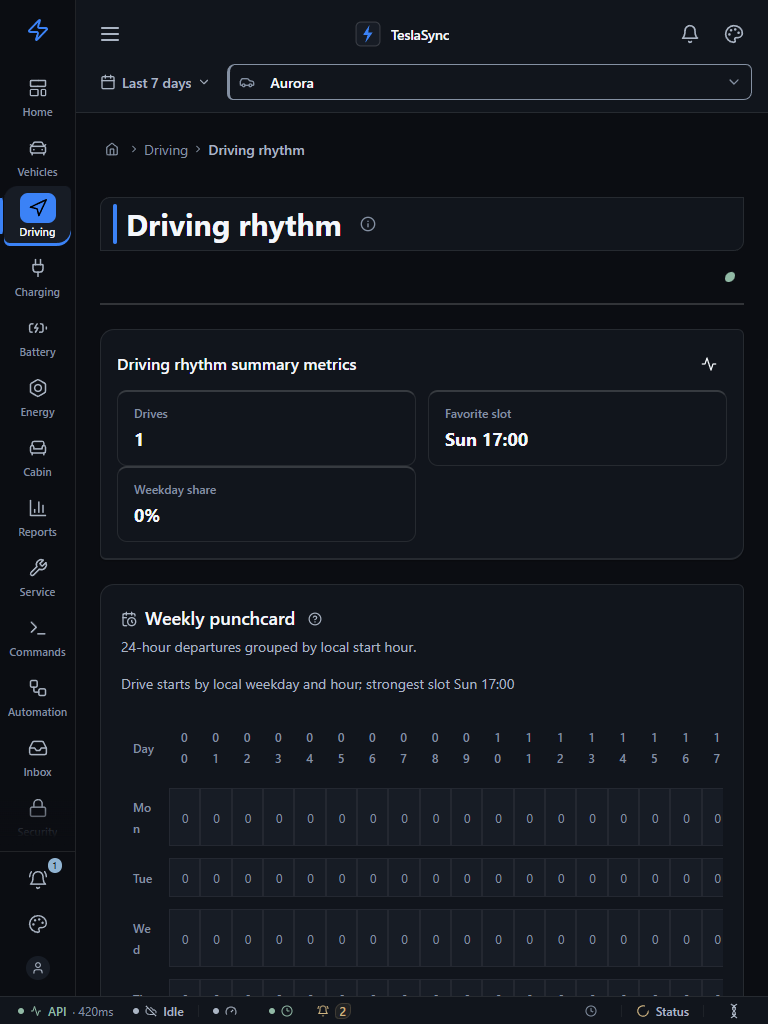 TeslaSync
Last 7 days
Aurora
Home
Vehicles
Driving
Charging
Battery
Energy
Cabin
Reports
Service
Commands
Automation
Inbox
Security
1
Driving
Driving rhythm
Driving rhythm
Driving rhythm summary metrics
Drives
1
Favorite slot
Sun 17:00
Weekday share
0%
Weekly punchcard
24-hour departures grouped by local start hour.
Drive starts by local weekday and hour; strongest slot Sun 17:00
Day 00 01 02 03 04 05 06 07 08 09 10 11 12 13 14 15 16 17
Mon 0 0 0 0 0 0 0 0 0 0 0 0 0 0 0 0 0 0
Tue 0 0 0 0 0 0 0 0 0 0 0 0 0 0 0 0 0 0
Wed 0 0 0 0 0 0 0 0 0 0 0 0 0 0 0 0 0 0
API · 420ms Idle 2 Status